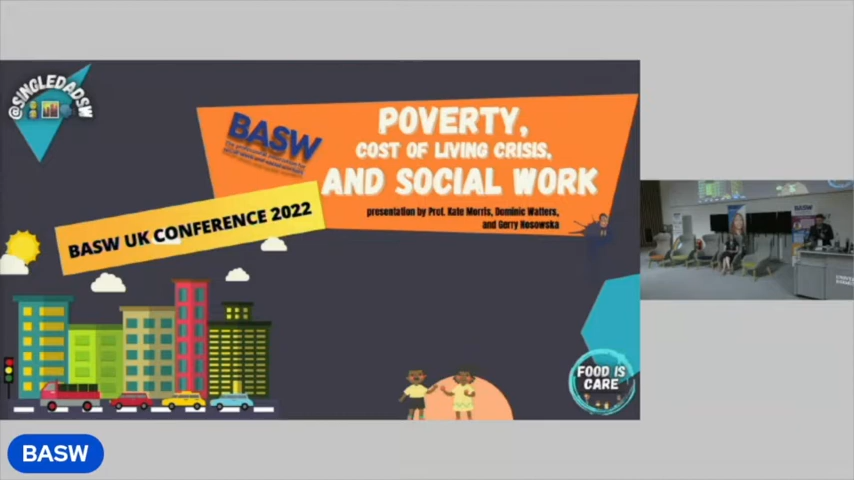 @SINGLEDADSW
BASW
POVERTY,
COST OF LIVING CRISIS,
AND SOCIAL WORK
presentation by Prof. Kate Morris, Dominic Watters,
and Gerry Nosowska
BASW UK CONFERENCE 2022
FOOD IS
CARE
BASW